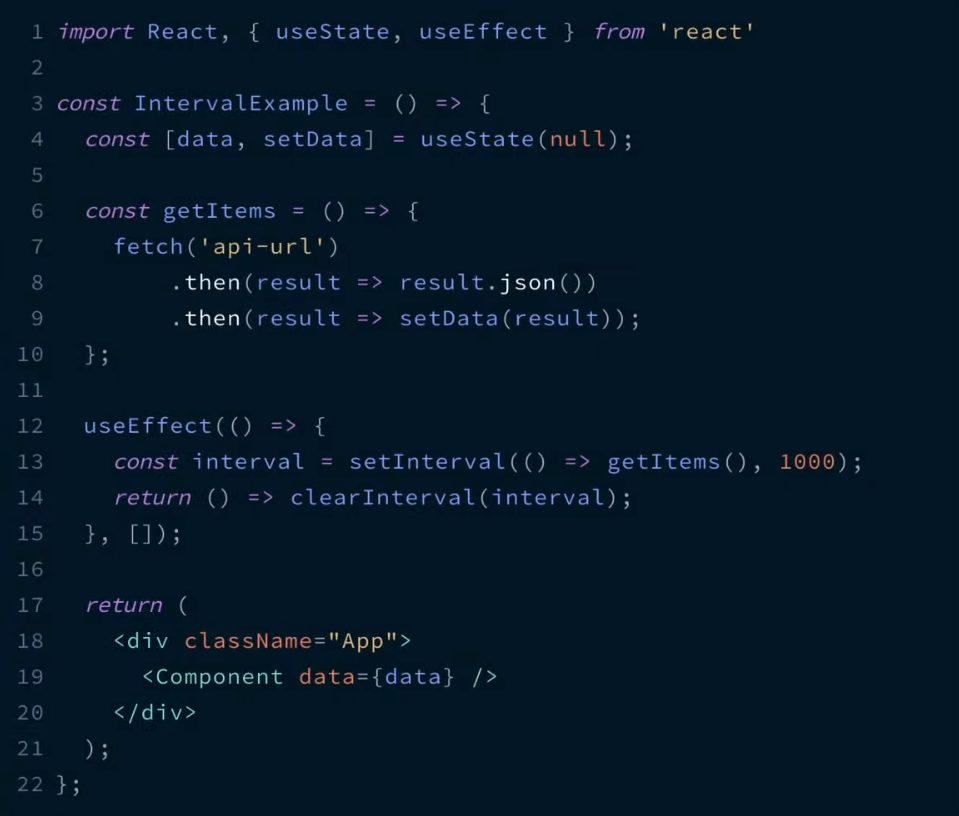 1 import React, { useState, useEffect } from 'react'
2
3 const IntervalExample = () => {
4   const [data, setData] = useState(null);
5
6   const getItems = () => {
7     fetch('api-url')
8         .then(result => result.json())
9         .then(result => setData(result));
10   };
11
12   useEffect(() => {
13     const interval = setInterval(() => getItems(), 1000);
14     return () => clearInterval(interval);
15   }, []);
16
17   return (
18     <div className="App">
19       <Component data={data} />
20     </div>
21   );
22 };